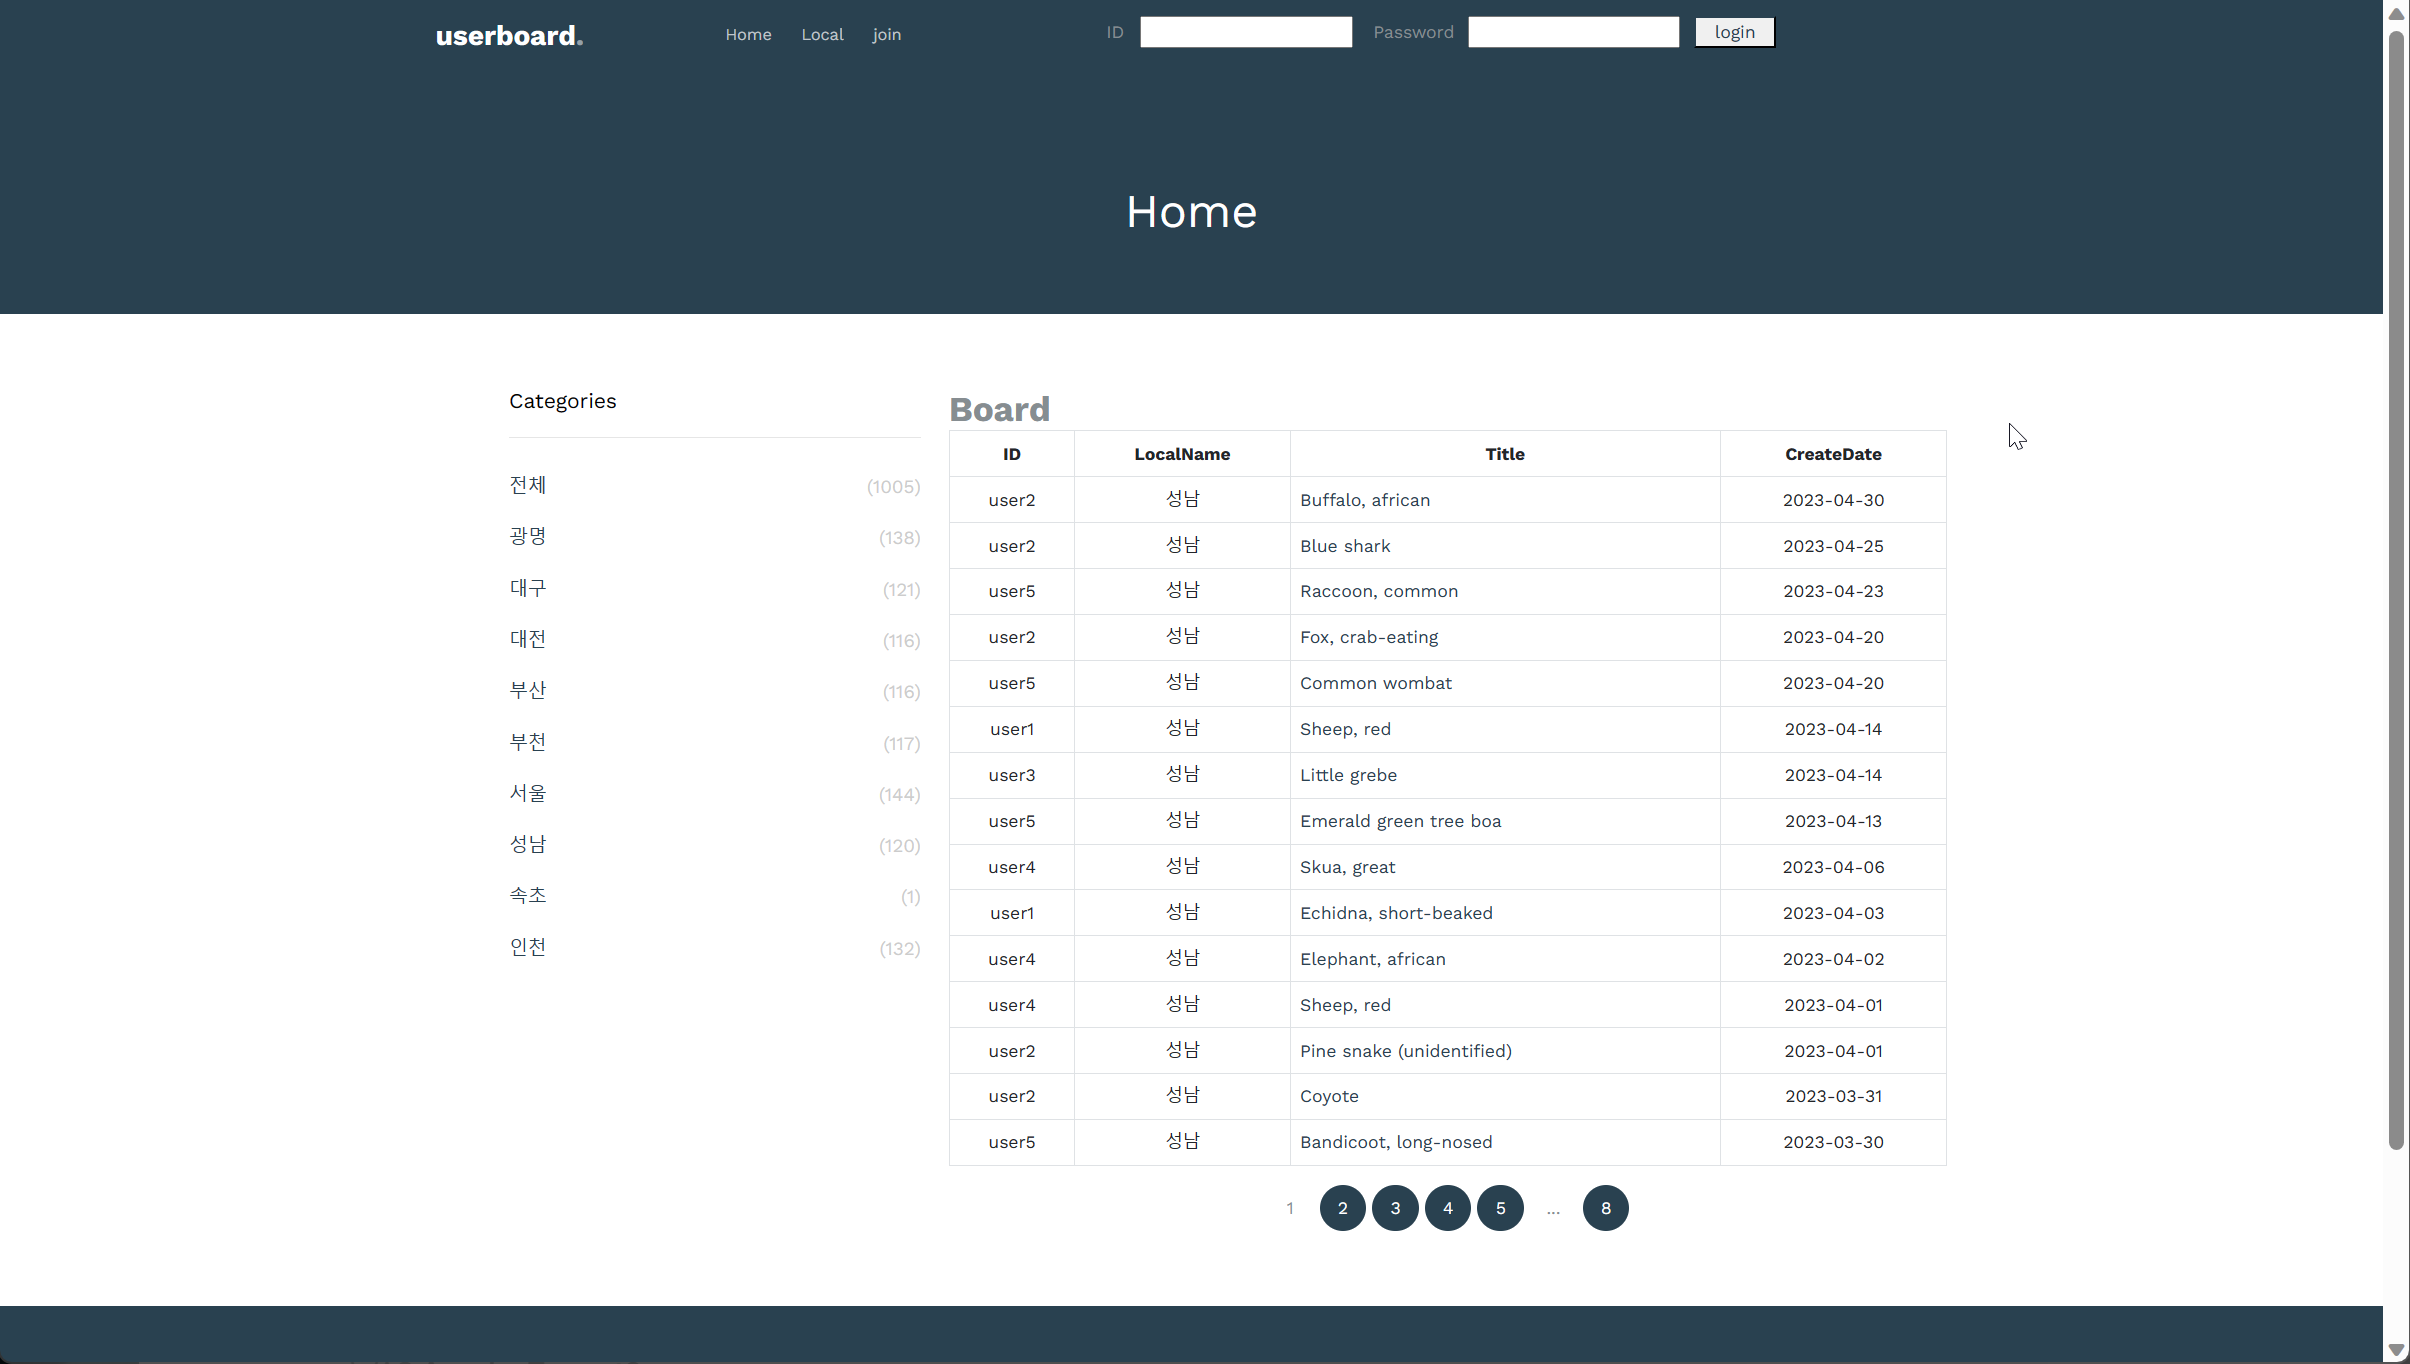 userboard. Home Local join ID Password login
Home
Categories
전체 (1005)
광명 (138)
대구 (121)
대전 (116)
부산 (116)
부천 (117)
서울 (144)
성남 (120)
속초 (1)
인천 (132)
Board
ID LocalName Title CreateDate
user2 성남 Buffalo, african 2023-04-30
user2 성남 Blue shark 2023-04-25
user5 성남 Raccoon, common 2023-04-23
user2 성남 Fox, crab-eating 2023-04-20
user5 성남 Common wombat 2023-04-20
user1 성남 Sheep, red 2023-04-14
user3 성남 Little grebe 2023-04-14
user5 성남 Emerald green tree boa 2023-04-13
user4 성남 Skua, great 2023-04-06
user1 성남 Echidna, short-beaked 2023-04-03
user4 성남 Elephant, african 2023-04-02
user4 성남 Sheep, red 2023-04-01
user2 성남 Pine snake (unidentified) 2023-04-01
user2 성남 Coyote 2023-03-31
user5 성남 Bandicoot, long-nosed 2023-03-30
1 2 3 4 5 ... 8